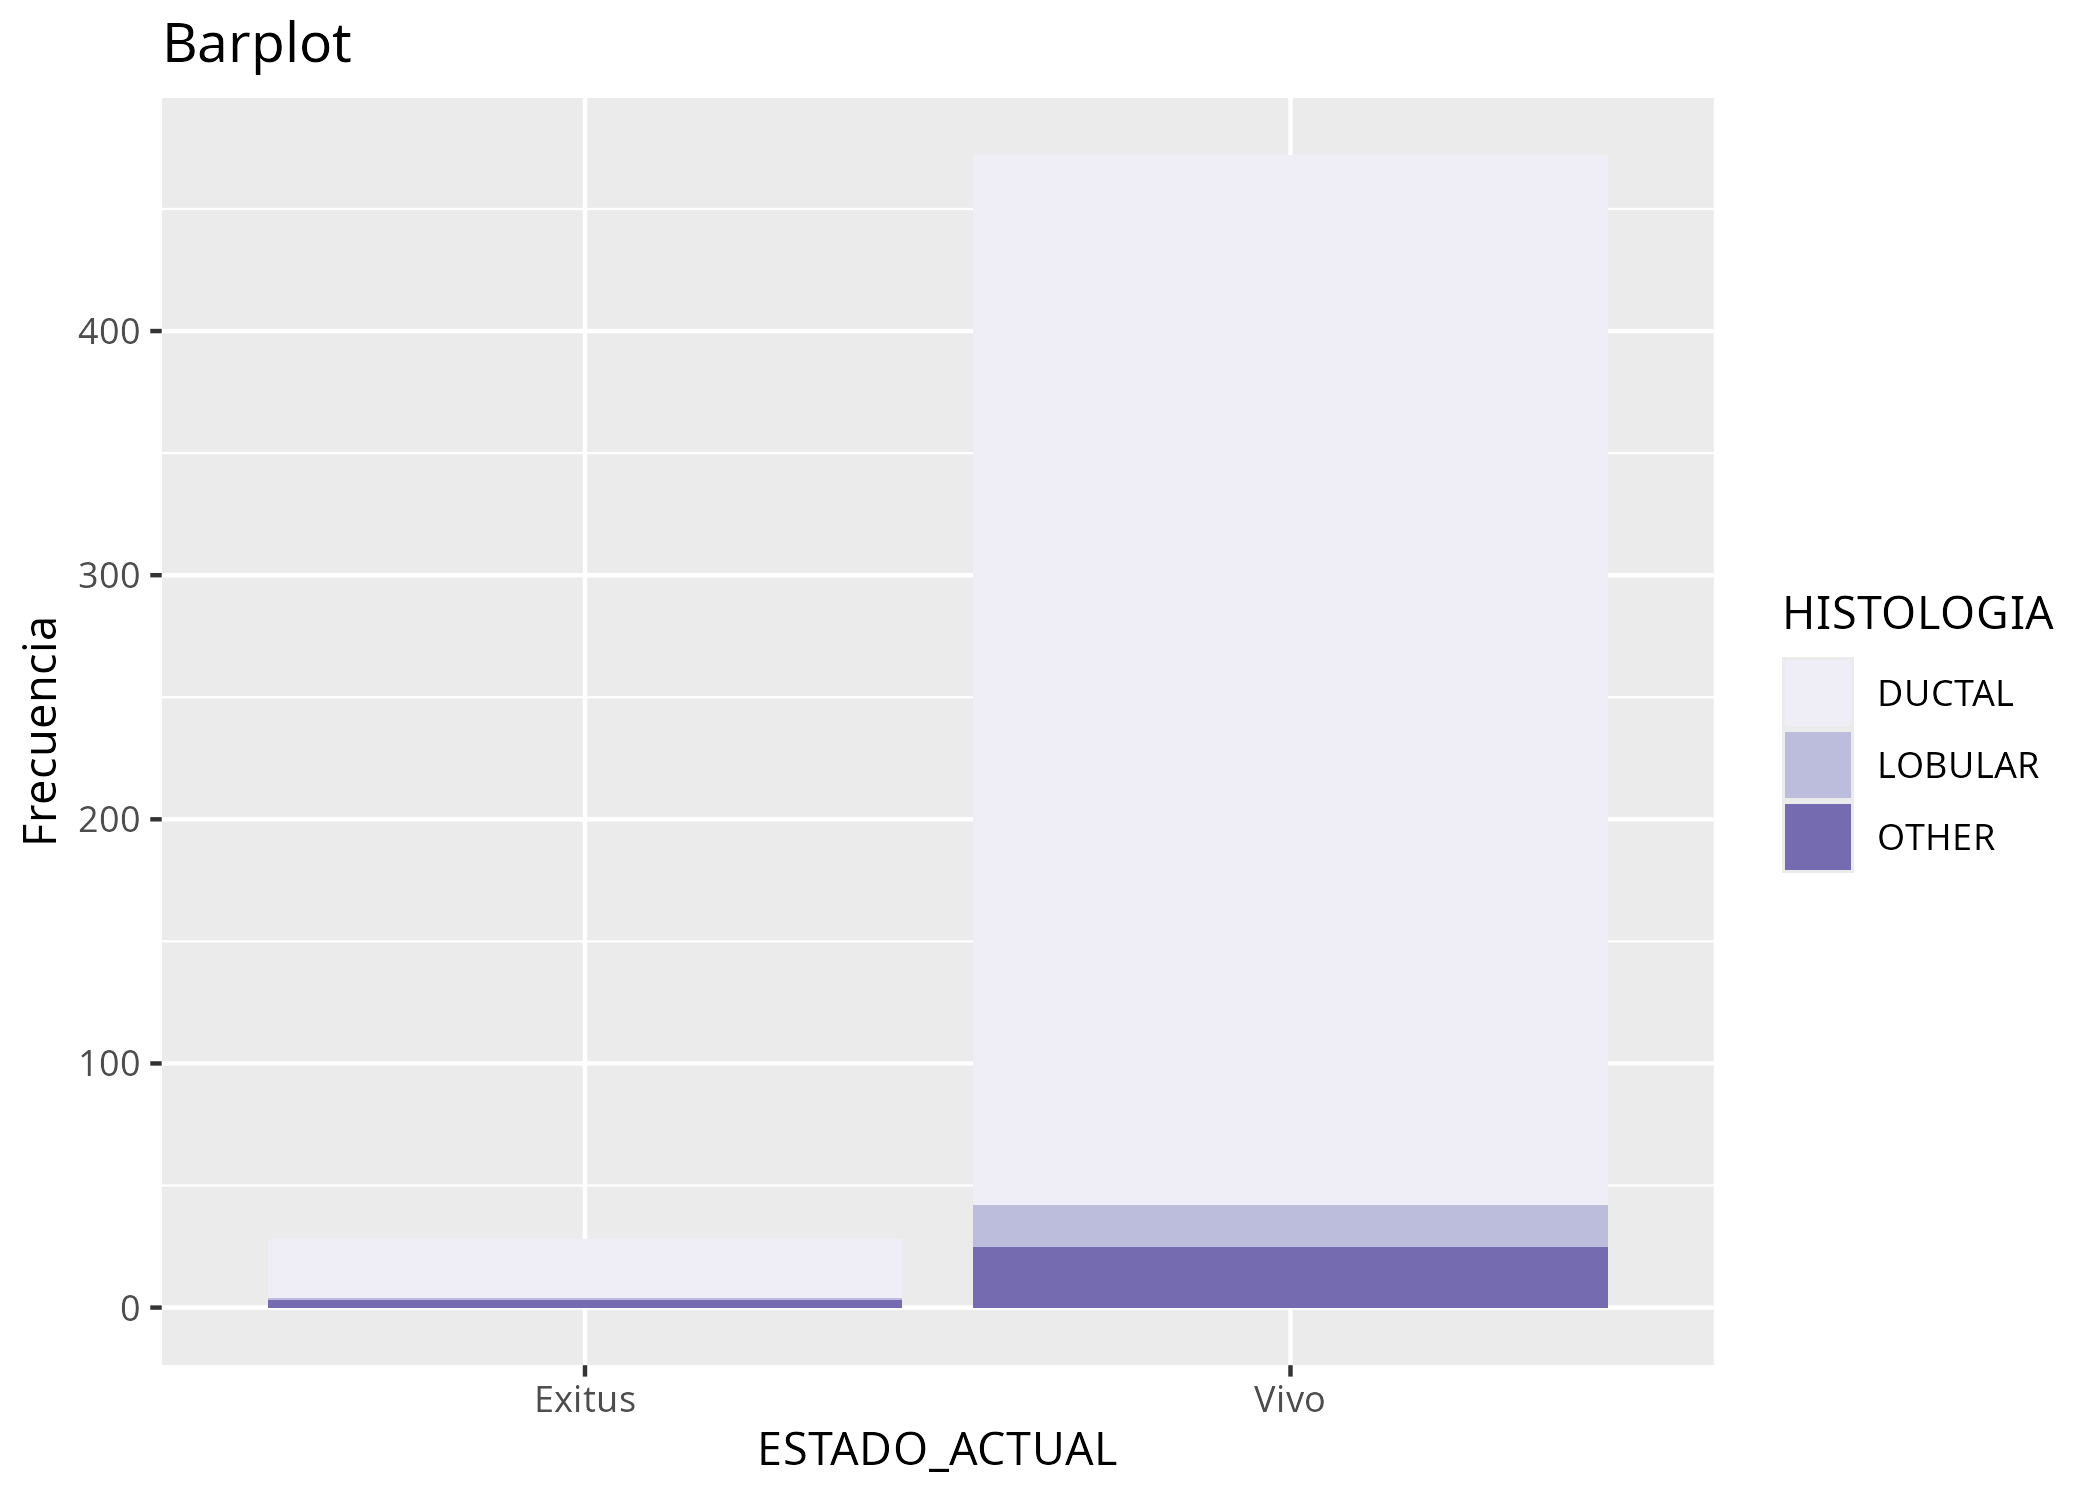 Barplot
Frecuencia
400
300
200
100
0
Exitus
Vivo
ESTADO_ACTUAL
HISTOLOGIA
DUCTAL
LOBULAR
OTHER